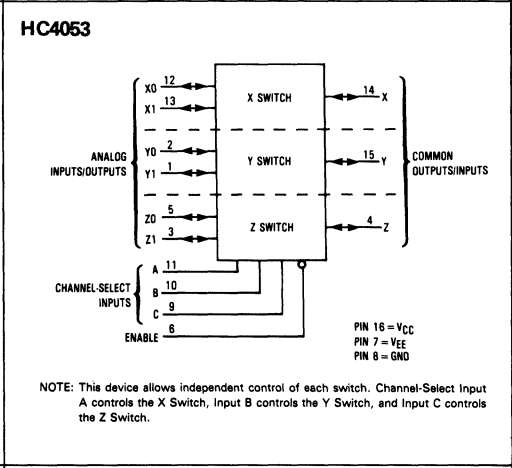 HC4053
X0 12
X1 13
X SWITCH
14 X
Y0 2
Y1 1
Y SWITCH
15 Y
ANALOG
INPUTS/OUTPUTS
COMMON
OUTPUTS/INPUTS
Z0 5
Z1 3
Z SWITCH
4 Z
A 11
B 10
C 9
CHANNEL-SELECT
INPUTS
ENABLE 6
PIN 16 = VCC
PIN 7 = VEE
PIN 8 = GND
NOTE: This device allows independent control of each switch. Channel-Select Input
A controls the X Switch, Input B controls the Y Switch, and Input C controls
the Z Switch.